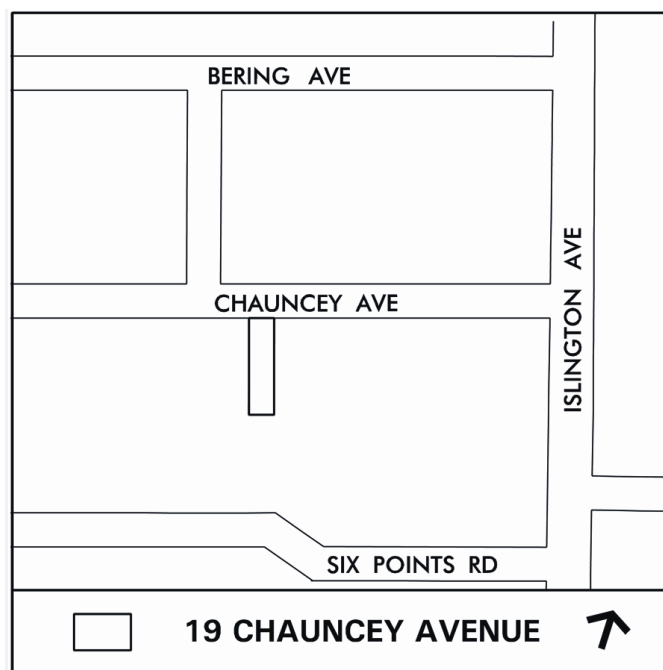 BERING AVE
CHAUNCEY AVE
ISLINGTON AVE
SIX POINTS RD
19 CHAUNCEY AVENUE